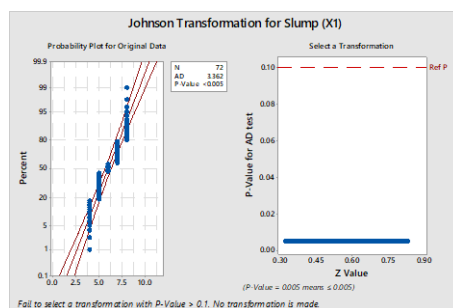 Johnson Transformation for Slump (X1)
Probability Plot for Original Data
Select a Transformation
99.9
99
95
80
50
20
5
1
0.1
Percent
0.0 2.5 5.0 7.5 10.0
N 72
AD 3.362
P-Value <0.005
0.10
0.08
0.06
0.04
0.02
0.00
P-Value for AD test
Ref P
0.30 0.45 0.60 0.75 0.90
Z Value
(P-Value = 0.005 means ≤ 0.005)
Fail to select a transformation with P-Value > 0.1. No transformation is made.